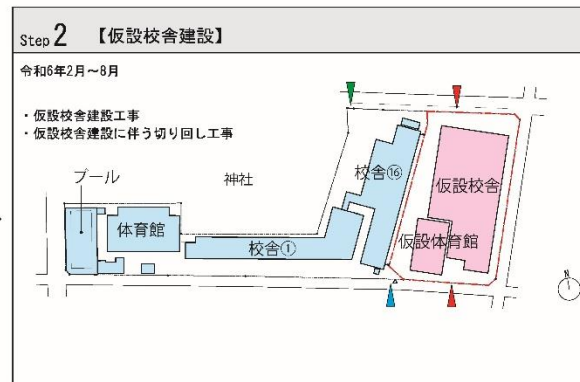 Step 2 【仮設校舎建設】
令和6年2月～8月
・仮設校舎建設工事
・仮設校舎建設に伴う切り回し工事
プール
神社
校舎⑯
仮設校舎
体育館
仮設体育館
校舎①
N